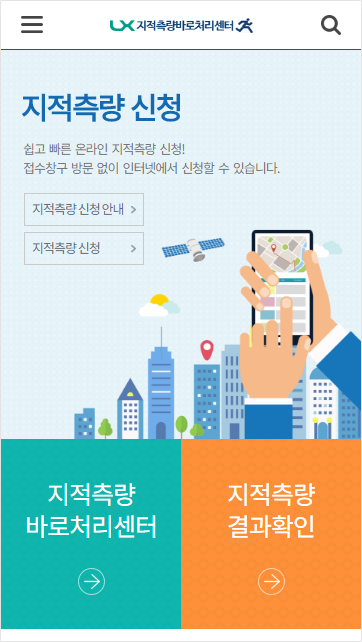 LX 지적측량바로처리센터
지적측량 신청
쉽고 빠른 온라인 지적측량 신청!
접수창구 방문 없이 인터넷에서 신청할 수 있습니다.
지적측량 신청 안내 >
지적측량 신청 >
지적측량
바로처리센터
지적측량
결과확인